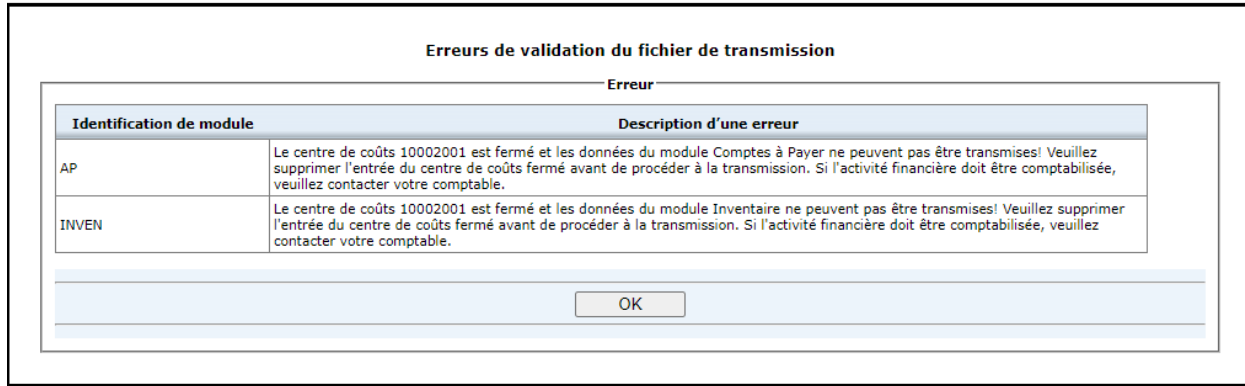 Erreurs de validation du fichier de transmission
Erreur
Identification de module Description d'une erreur
AP
Le centre de coûts 10002001 est fermé et les données du module Comptes à Payer ne peuvent pas être transmises! Veuillez
supprimer l'entrée du centre de coûts fermé avant de procéder à la transmission. Si l'activité financière doit être comptabilisée,
veuillez contacter votre comptable.
INVEN
Le centre de coûts 10002001 est fermé et les données du module Inventaire ne peuvent pas être transmises! Veuillez supprimer
l'entrée du centre de coûts fermé avant de procéder à la transmission. Si l'activité financière doit être comptabilisée, veuillez
contacter votre comptable.
OK